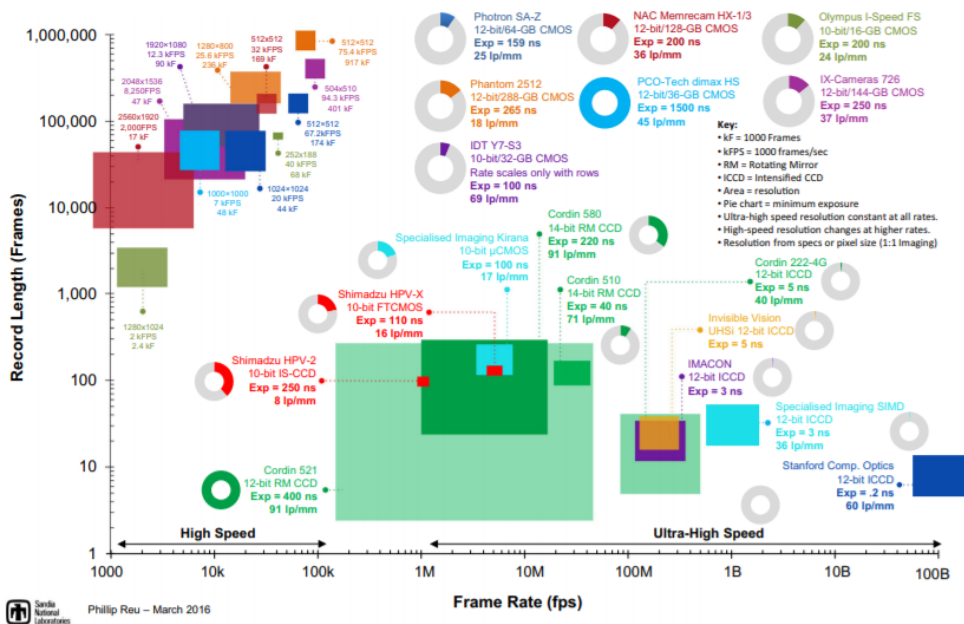 Photron SA-Z
12-bit/64-GB CMOS
Exp = 159 ns
25 lp/mm
NAC Memrecam HX-1/3
12-bit/128-GB CMOS
Exp = 200 ns
36 lp/mm
Olympus I-Speed FS
10-bit/16-GB CMOS
Exp = 200 ns
24 lp/mm
Phantom 2512
12-bit/288-GB CMOS
Exp = 265 ns
18 lp/mm
PCO-Tech dimax HS
12-bit/36-GB CMOS
Exp = 1500 ns
45 lp/mm
IX-Cameras 726
12-bit/144-GB CMOS
Exp = 250 ns
37 lp/mm
IDT Y7-S3
10-bit/32-GB CMOS
Rate scales only with rows
Exp = 100 ns
69 lp/mm
Key:
• kF = 1000 Frames
• kFPS = 1000 frames/sec
• RM = Rotating Mirror
• ICCD = Intensified CCD
• Area = resolution
• Pie chart = minimum exposure
• Ultra-high speed resolution constant at all rates.
• High-speed resolution changes at higher rates.
• Resolution from specs or pixel size (1:1 Imaging)
1920×1080
12.3 kFPS
90 kF
1280×800
25.6 kFPS
236 kF
512x512
32 kFPS
169 kF
512×512
75.4 kFPS
917 kF
2048×1536
8,250FPS
47 kF
504x510
94.3 kFPS
401 kF
2560×1920
2,000FPS
17 kF
512×512
67.2kFPS
174 kF
252x188
40 kFPS
68 kF
1000×1000
7 kFPS
48 kF
1024×1024
20 kFPS
44 kF
1280x1024
2 kFPS
2.4 kF
Cordin 580
14-bit RM CCD
Exp = 220 ns
91 lp/mm
Specialised Imaging Kirana
10-bit µCMOS
Exp = 100 ns
17 lp/mm
Cordin 510
14-bit RM CCD
Exp = 40 ns
71 lp/mm
Cordin 222-4G
12-bit ICCD
Exp = 5 ns
40 lp/mm
Shimadzu HPV-X
10-bit FTCMOS
Exp = 110 ns
16 lp/mm
Invisible Vision
UHSi 12-bit ICCD
Exp = 5 ns
Shimadzu HPV-2
10-bit IS-CCD
Exp = 250 ns
8 lp/mm
IMACON
12-bit ICCD
Exp = 3 ns
Specialised Imaging SIMD
12-bit ICCD
Exp = 3 ns
36 lp/mm
Cordin 521
12-bit RM CCD
Exp = 400 ns
91 lp/mm
Stanford Comp. Optics
12-bit ICCD
Exp = .2 ns
60 lp/mm
High Speed
Ultra-High Speed
Record Length (Frames)
1,000,000
100,000
10,000
1,000
100
10
1
1000
10k
100k
1M
10M
100M
1B
10B
100B
Frame Rate (fps)
Sandia
National
Laboratories
Phillip Reu – March 2016